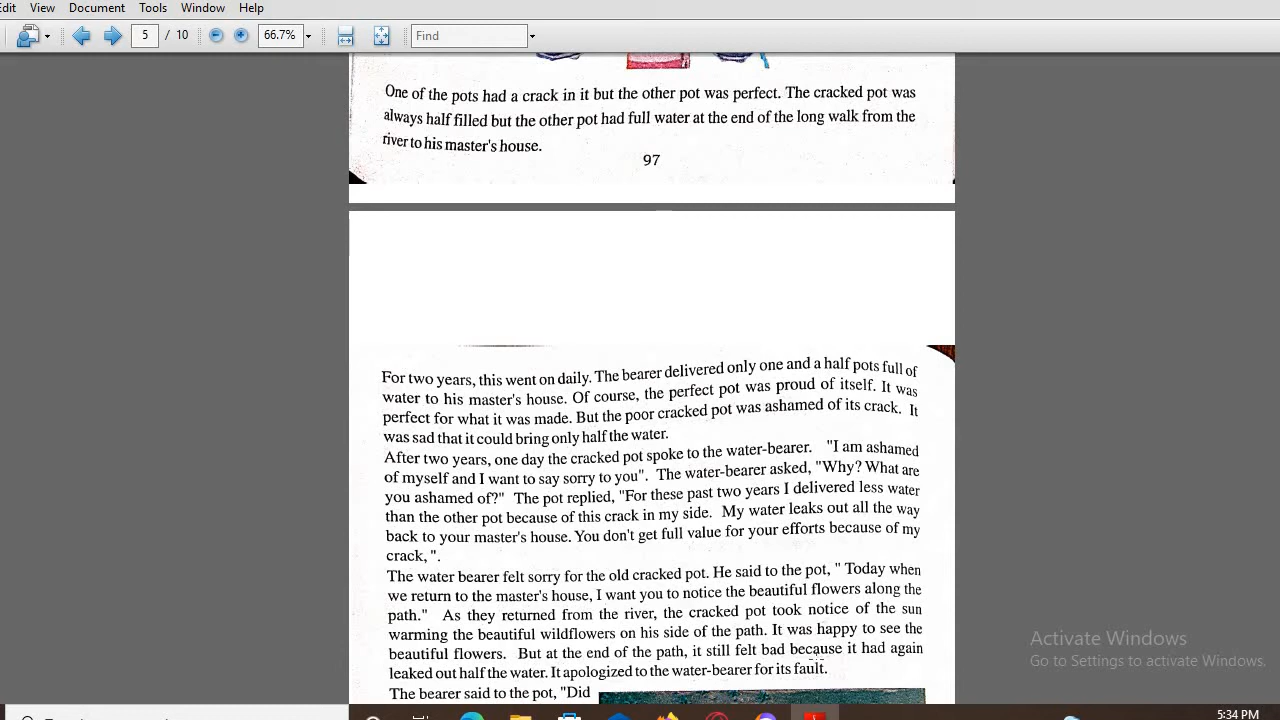 Edit View Document Tools Window Help
5 / 10 66.7% Find
One of the pots had a crack in it but the other pot was perfect. The cracked pot was
always half filled but the other pot had full water at the end of the long walk from the
river to his master's house.
97
For two years, this went on daily. The bearer delivered only one and a half pots full of
water to his master's house. Of course, the perfect pot was proud of itself. It was
perfect for what it was made. But the poor cracked pot was ashamed of its crack. It
was sad that it could bring only half the water.
After two years, one day the cracked pot spoke to the water-bearer. "I am ashamed
of myself and I want to say sorry to you". The water-bearer asked, "Why? What are
you ashamed of?" The pot replied, "For these past two years I delivered less water
than the other pot because of this crack in my side. My water leaks out all the way
back to your master's house. You don't get full value for your efforts because of my
crack, ".
The water bearer felt sorry for the old cracked pot. He said to the pot, " Today when
we return to the master's house, I want you to notice the beautiful flowers along the
path." As they returned from the river, the cracked pot took notice of the sun
warming the beautiful wildflowers on his side of the path. It was happy to see the
beautiful flowers. But at the end of the path, it still felt bad because it had again
leaked out half the water. It apologized to the water-bearer for its fault.
The bearer said to the pot, "Did
Activate Windows
Go to Settings to activate Windows.
5:34 PM